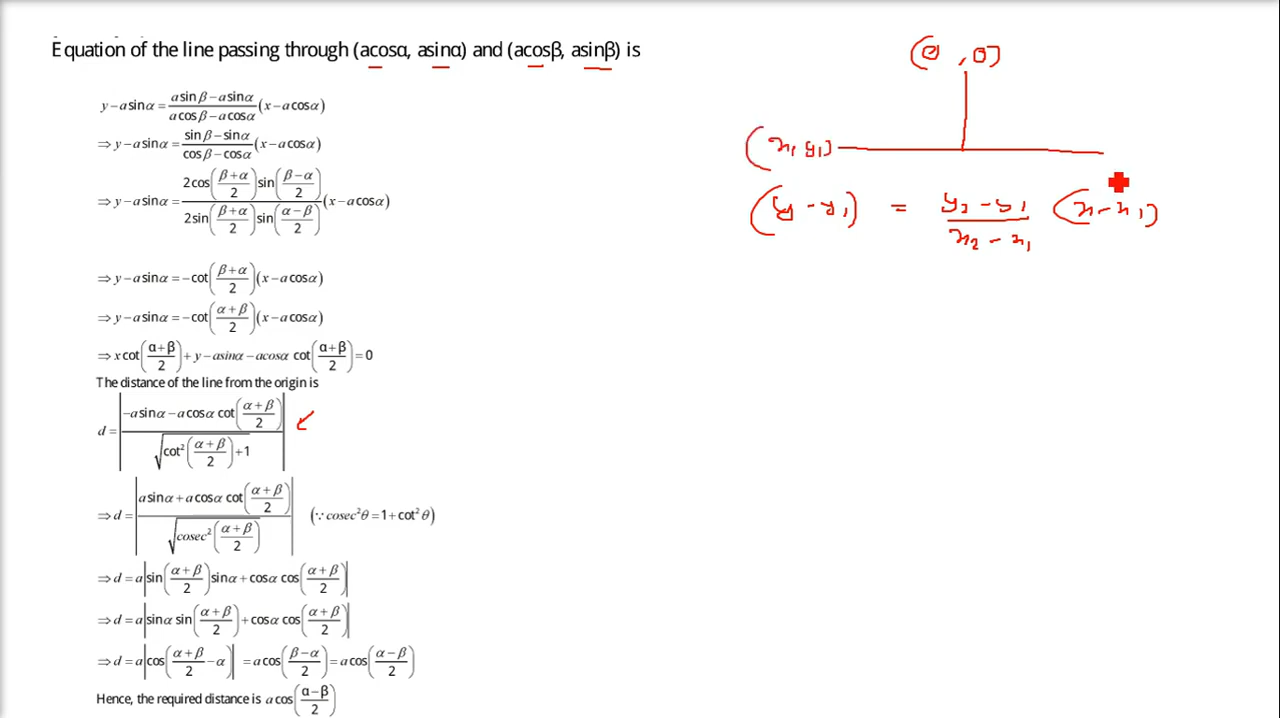 Equation of the line passing through (acosα, asinα) and (acosβ, asinβ) is
y−asinα = (asinβ−asinα)/(acosβ−acosα) (x−acosα)
⇒ y−asinα = (sinβ−sinα)/(cosβ−cosα) (x−acosα)
⇒ y−asinα = (2cos((β+α)/2) sin((β−α)/2))/(2sin((β+α)/2) sin((α−β)/2)) (x−acosα)
⇒ y−asinα = −cot((β+α)/2) (x−acosα)
⇒ y−asinα = −cot((α+β)/2) (x−acosα)
⇒ xcot((α+β)/2) + y−asinα−acosα cot((α+β)/2) = 0
The distance of the line from the origin is
d = |(−asinα−acosα cot((α+β)/2))/√(cot²((α+β)/2)+1)|
⇒ d = |(asinα+acosα cot((α+β)/2))/√(cosec²((α+β)/2))| (∵ cosec²θ = 1+cot²θ)
⇒ d = a|sin((α+β)/2) sinα + cosα cos((α+β)/2)|
⇒ d = a|sinα sin((α+β)/2) + cosα cos((α+β)/2)|
⇒ d = a|cos((α+β)/2 −α)| = acos((β−α)/2) = acos((α−β)/2)
Hence, the required distance is acos((α−β)/2)
(0, 0)
(x₁ y₁)
(y − y₁) = (y₂ − y₁)/(x₂ − x₁) (x − x₁)